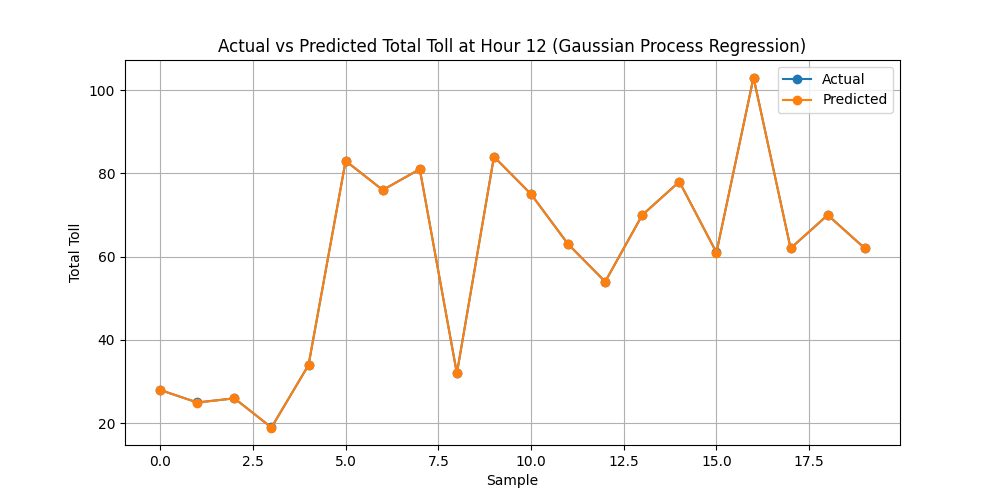 Actual vs Predicted Total Toll at Hour 12 (Gaussian Process Regression)
Actual
Predicted
100
80
60
40
20
Total Toll
0.0 2.5 5.0 7.5 10.0 12.5 15.0 17.5
Sample